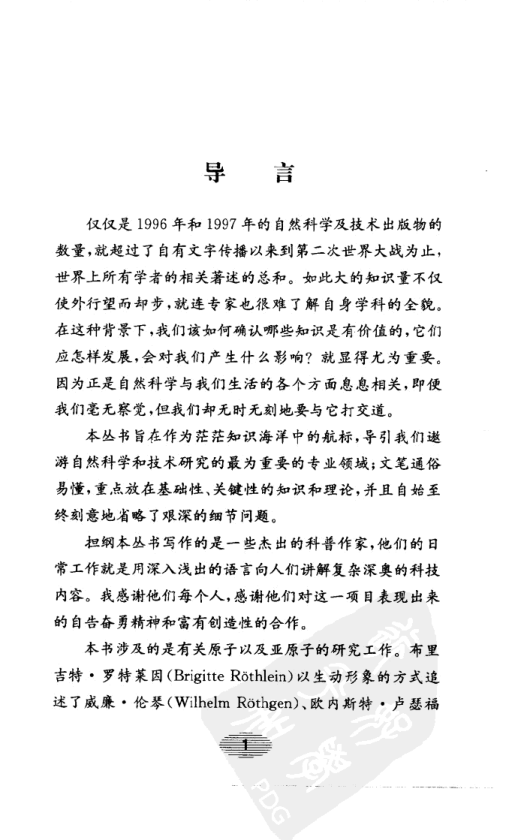 导 言
仅仅是 1996 年和 1997 年的自然科学及技术出版物的
数量,就超过了自有文字传播以来到第二次世界大战为止,
世界上所有学者的相关著述的总和。如此大的知识量不仅
使外行望而却步,就连专家也很难了解自身学科的全貌。
在这种背景下,我们该如何确认哪些知识是有价值的,它们
应怎样发展,会对我们产生什么影响?就显得尤为重要。
因为正是自然科学与我们生活的各个方面息息相关,即便
我们毫无察觉,但我们却无时无刻地要与它打交道。
本丛书旨在作为茫茫知识海洋中的航标,导引我们遨
游自然科学和技术研究的最为重要的专业领域;文笔通俗
易懂,重点放在基础性、关键性的知识和理论,并且自始至
终刻意地省略了艰深的细节问题。
担纲本丛书写作的是一些杰出的科普作家,他们的日
常工作就是用深入浅出的语言向人们讲解复杂深奥的科技
内容。我感谢他们每个人,感谢他们对这一项目表现出来
的自告奋勇精神和富有创造性的合作。
本书涉及的是有关原子以及亚原子的研究工作。布里
吉特·罗特莱因(Brigitte Röthlein)以生动形象的方式追
述了威廉·伦琴(Wilhelm Röthgen)、欧内斯特·卢瑟福
1
PDG